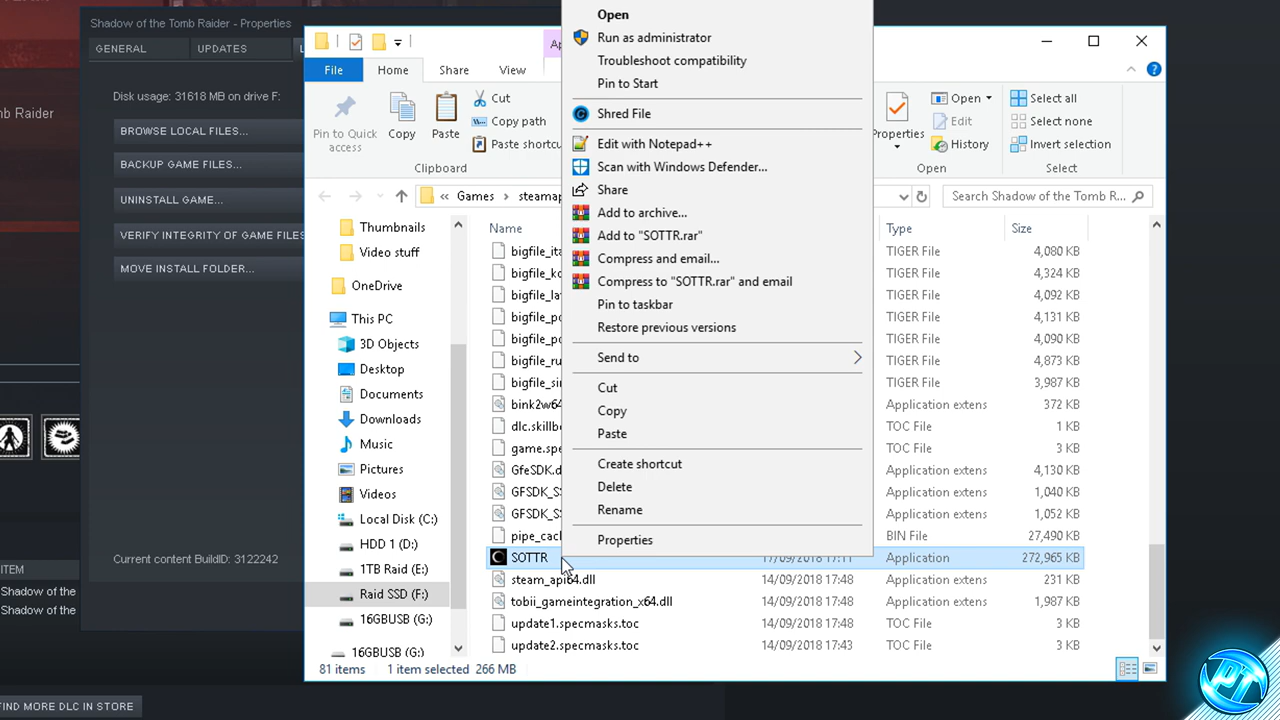 Shadow of the Tomb Raider - Properties
GENERAL
UPDATES
Disk usage: 31618 MB on drive F:
BROWSE LOCAL FILES...
BACKUP GAME FILES...
UNINSTALL GAME...
VERIFY INTEGRITY OF GAME FILES
MOVE INSTALL FOLDER...
Current content BuildID: 3122242
mb Raider
ITEM
Shadow of the
Shadow of the
FIND MORE DLC IN STORE
File
Home
Share
View
Pin to Quick access
Copy
Paste
Cut
Copy path
Paste shortcu
Clipboard
Properties
Open
Edit
History
Open
Select all
Select none
Invert selection
Select
« Games › steamap
Search Shadow of the Tomb R...
Thumbnails
Video stuff
OneDrive
This PC
3D Objects
Desktop
Documents
Downloads
Music
Pictures
Videos
Local Disk (C:)
HDD 1 (D:)
1TB Raid (E:)
Raid SSD (F:)
16GBUSB (G:)
16GBUSB (G:)
Name
Type
Size
bigfile_ita TIGER File 4,080 KB
bigfile_ko TIGER File 4,324 KB
bigfile_lat TIGER File 4,092 KB
bigfile_po TIGER File 4,131 KB
bigfile_po TIGER File 4,090 KB
bigfile_ru TIGER File 4,873 KB
bigfile_si TIGER File 3,987 KB
bink2w64 Application extens 372 KB
dlc.skillbo TOC File 1 KB
game.spe TOC File 3 KB
GfeSDK.d Application extens 4,130 KB
GFSDK_S Application extens 1,040 KB
GFSDK_S Application extens 1,052 KB
pipe_cac BIN File 3 KB
SOTTR 17/09/2018 17:11 Application 272,965 KB
steam_api64.dll 14/09/2018 17:48 Application extens 231 KB
tobii_gameintegration_x64.dll 14/09/2018 17:48 Application extens 1,987 KB
update1.specmasks.toc 14/09/2018 17:48 TOC File 3 KB
update2.specmasks.toc 14/09/2018 17:43 TOC File 3 KB
81 items 1 item selected 266 MB
Open
Run as administrator
Troubleshoot compatibility
Pin to Start
Shred File
Edit with Notepad++
Scan with Windows Defender...
Share
Add to archive...
Add to "SOTTR.rar"
Compress and email...
Compress to "SOTTR.rar" and email
Pin to taskbar
Restore previous versions
Send to
Cut
Copy
Paste
Create shortcut
Delete
Rename
Properties
PT